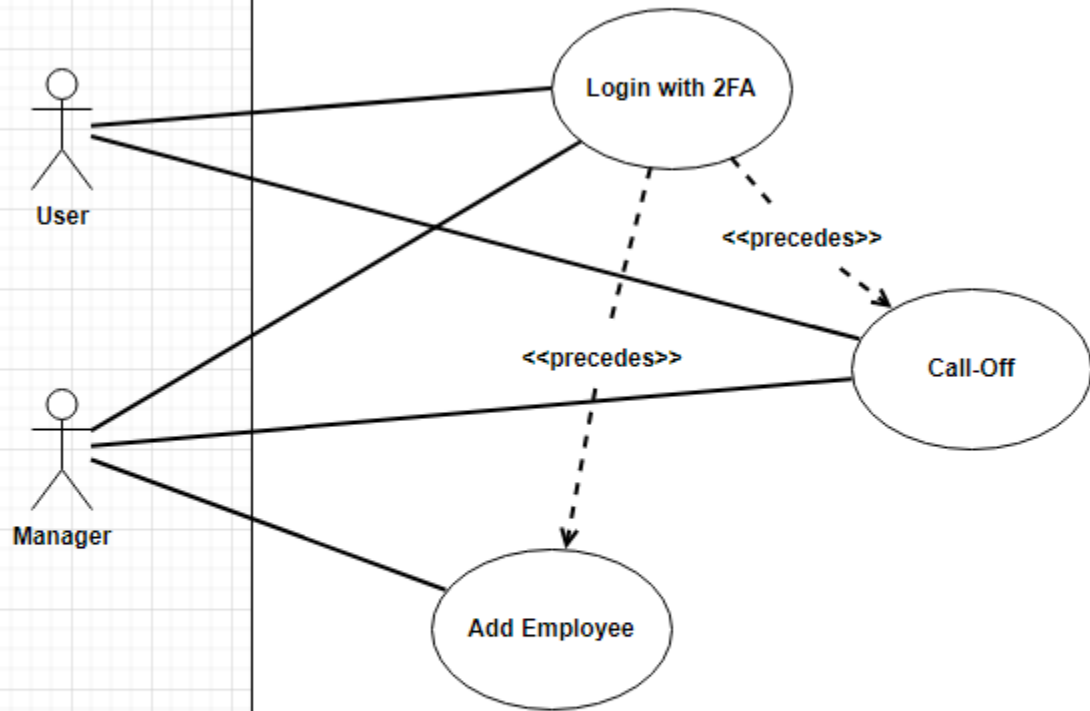 Login with 2FA
User
<<precedes>>
<<precedes>>
Call-Off
Manager
Add Employee